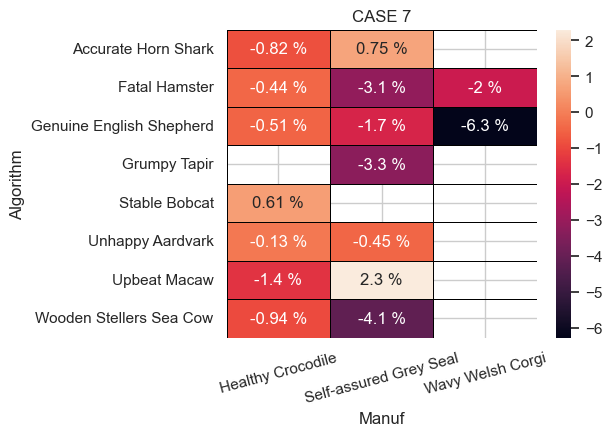 CASE 7
Accurate Horn Shark -0.82 % 0.75 % 2
Fatal Hamster -0.44 % -3.1 % -2 % 1
Genuine English Shepherd -0.51 % -1.7 % -6.3 % 0
Grumpy Tapir -3.3 % -1
Stable Bobcat 0.61 % -2
Unhappy Aardvark -0.13 % -0.45 % -3
Upbeat Macaw -1.4 % 2.3 % -4
Wooden Stellers Sea Cow -0.94 % -4.1 % -5
-6
Algorithm
Healthy Crocodile Self-assured Grey Seal Wavy Welsh Corgi
Manuf